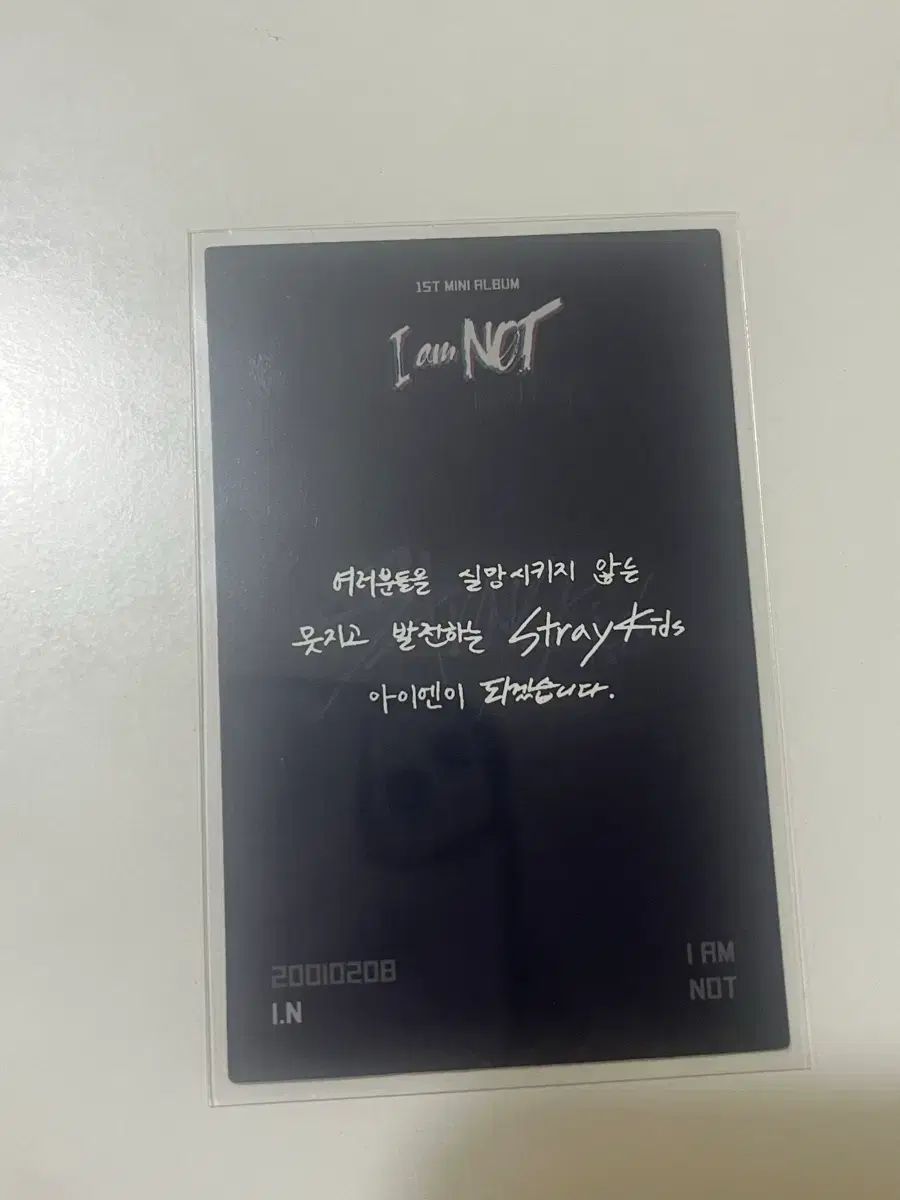 1ST MINI ALBUM
I am NOT
여러분들을 실망시키지 않는
멋지고 발전하는 Stray Kids
아이엔이 되겠습니다.
20010208
I.N
I AM
NOT